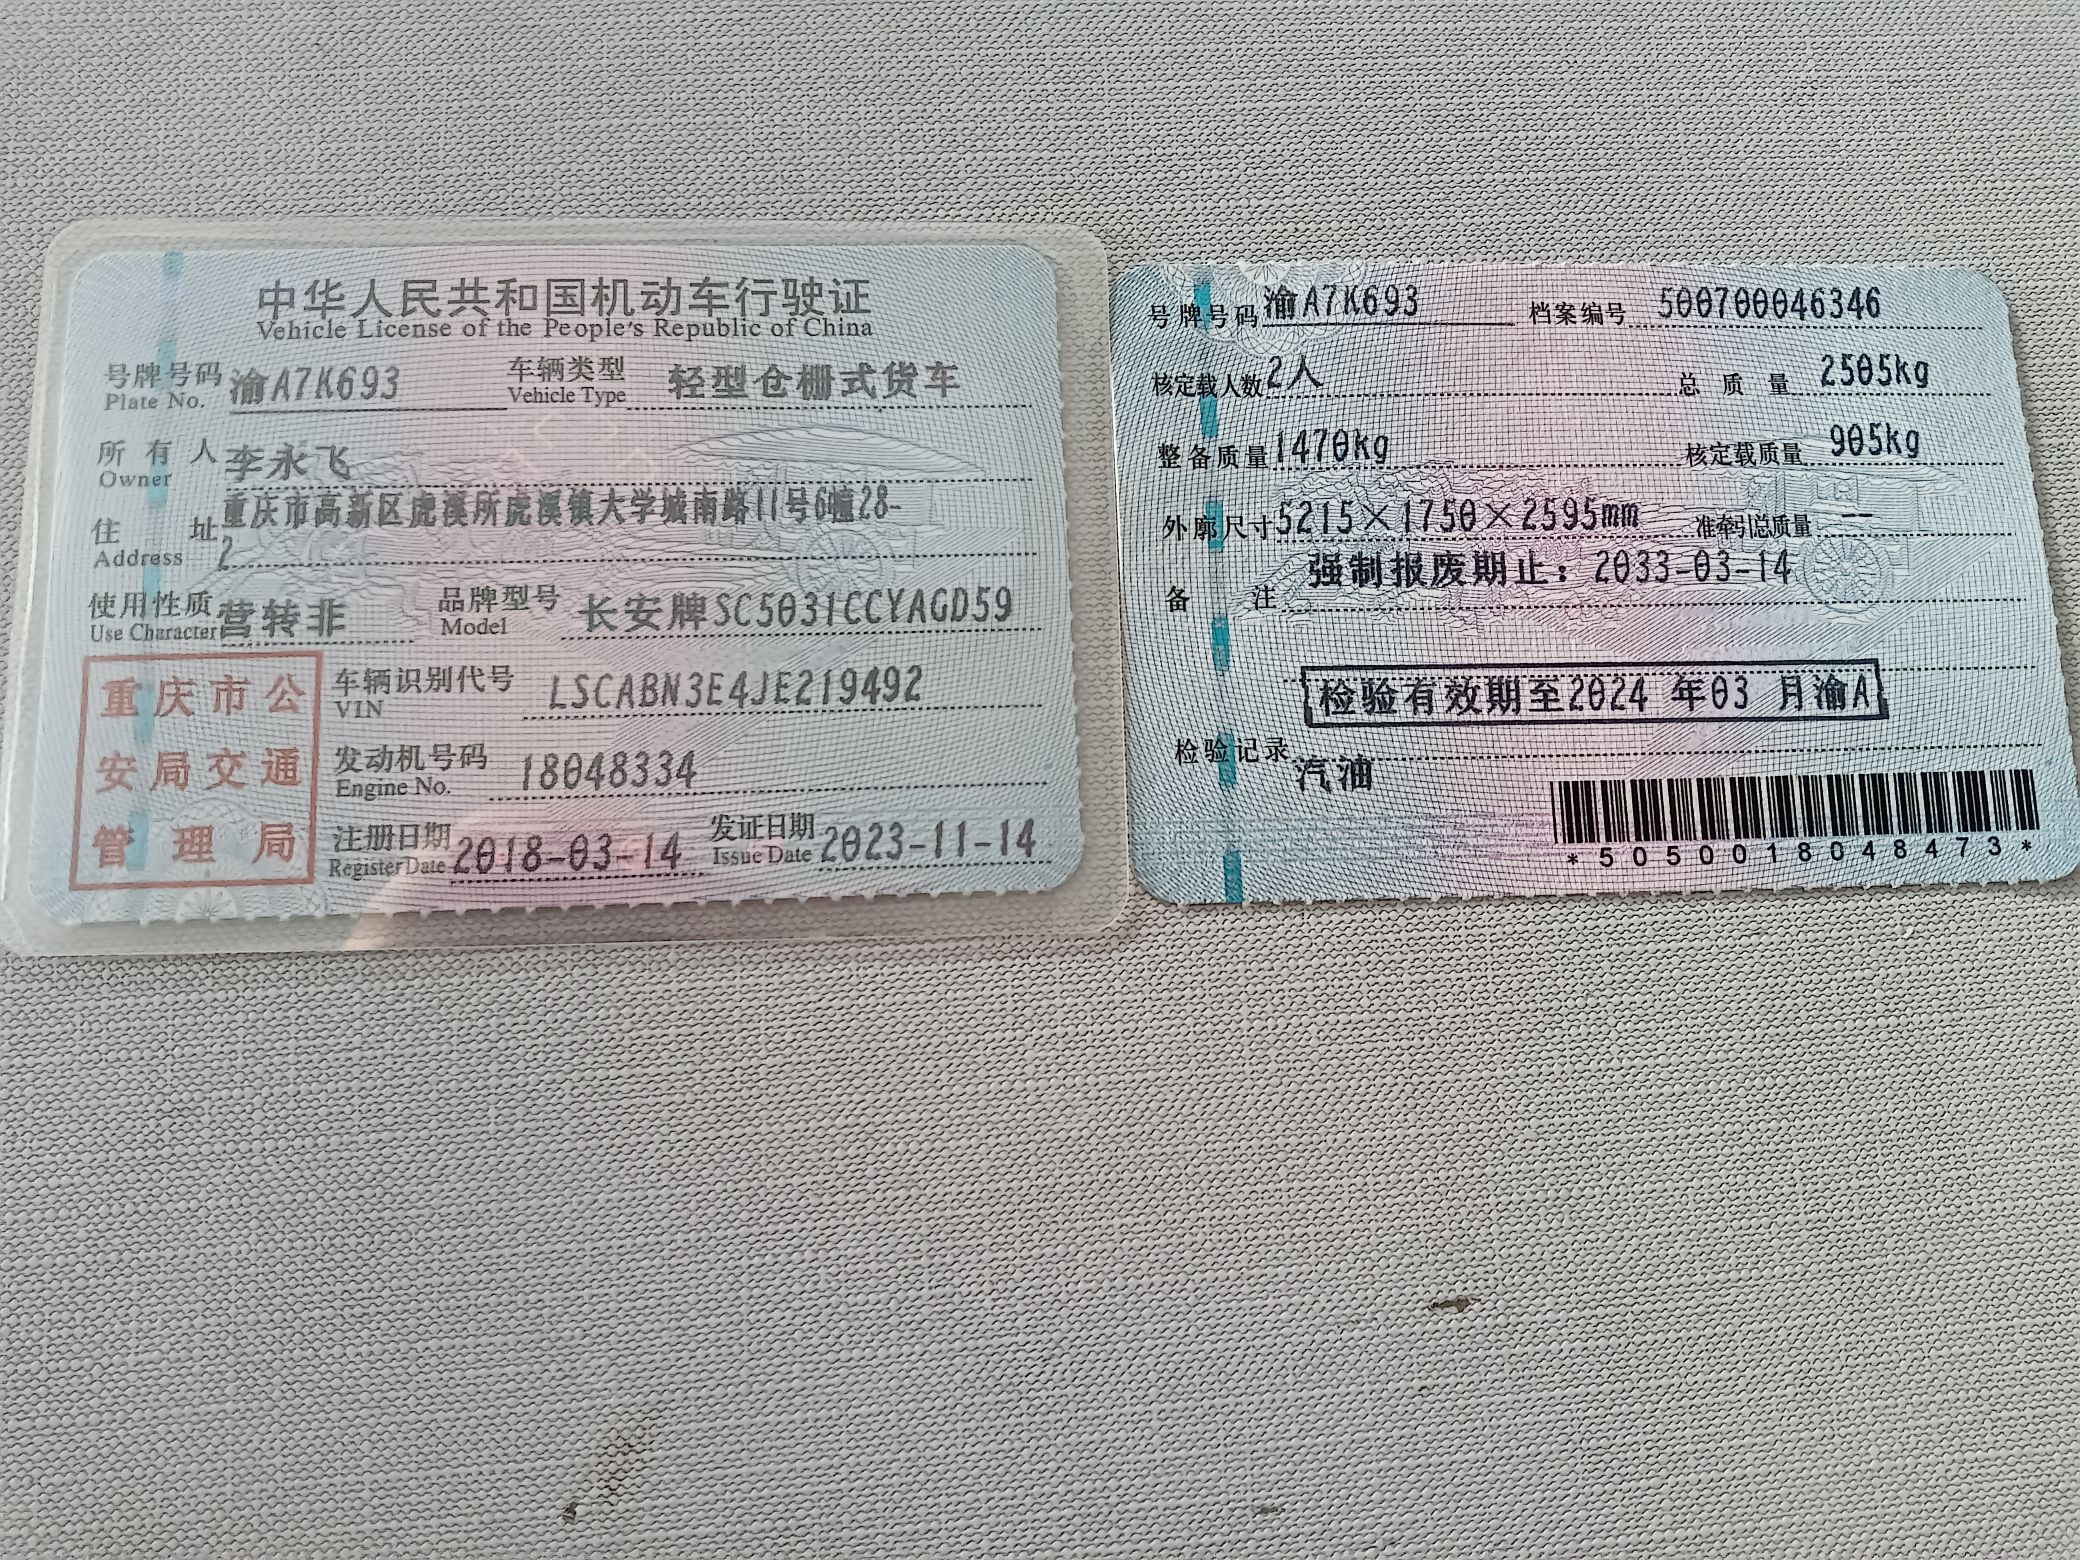 中华人民共和国机动车行驶证
Vehicle License of the People's Republic of China
号牌号码 渝A7K693 车辆类型 轻型仓栅式货车
Plate No. Vehicle Type
所有人 李永飞
Owner
住址 重庆市高新区虎溪所虎溪镇大学城南路11号6幢28-
2
Address
使用性质 营转非 品牌型号 长安牌SC5031CCYAGD59
Use Character Model
重庆市公
安局交通
管理局
车辆识别代号 LSCABN3E4JE219492
VIN
发动机号码 18048334
Engine No.
注册日期 2018-03-14 发证日期 2023-11-14
Register Date Issue Date
号牌号码 渝A7K693 档案编号 500700046346
核定载人数 2人 总质量 2505kg
整备质量 1470kg 核定载质量 905kg
外廓尺寸 5215×1750×2595mm 准牵引总质量 --
备注 强制报废期止：2033-03-14
检验有效期至2024 年03 月渝A
检验记录 汽油
*5050018048473*